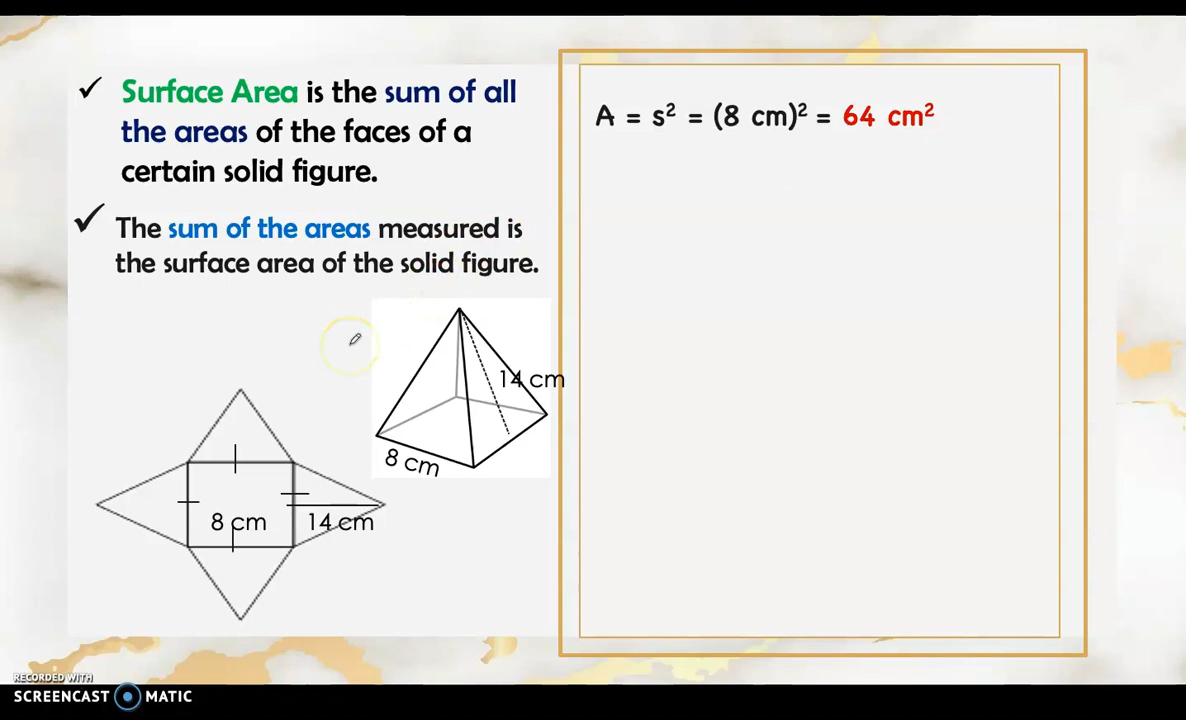 ✓ Surface Area is the sum of all
the areas of the faces of a
certain solid figure.
✓ The sum of the areas measured is
the surface area of the solid figure.
A = s² = (8 cm)² = 64 cm²
14 cm
8 cm
8 cm
14 cm
RECORDED WITH
SCREENCAST MATIC